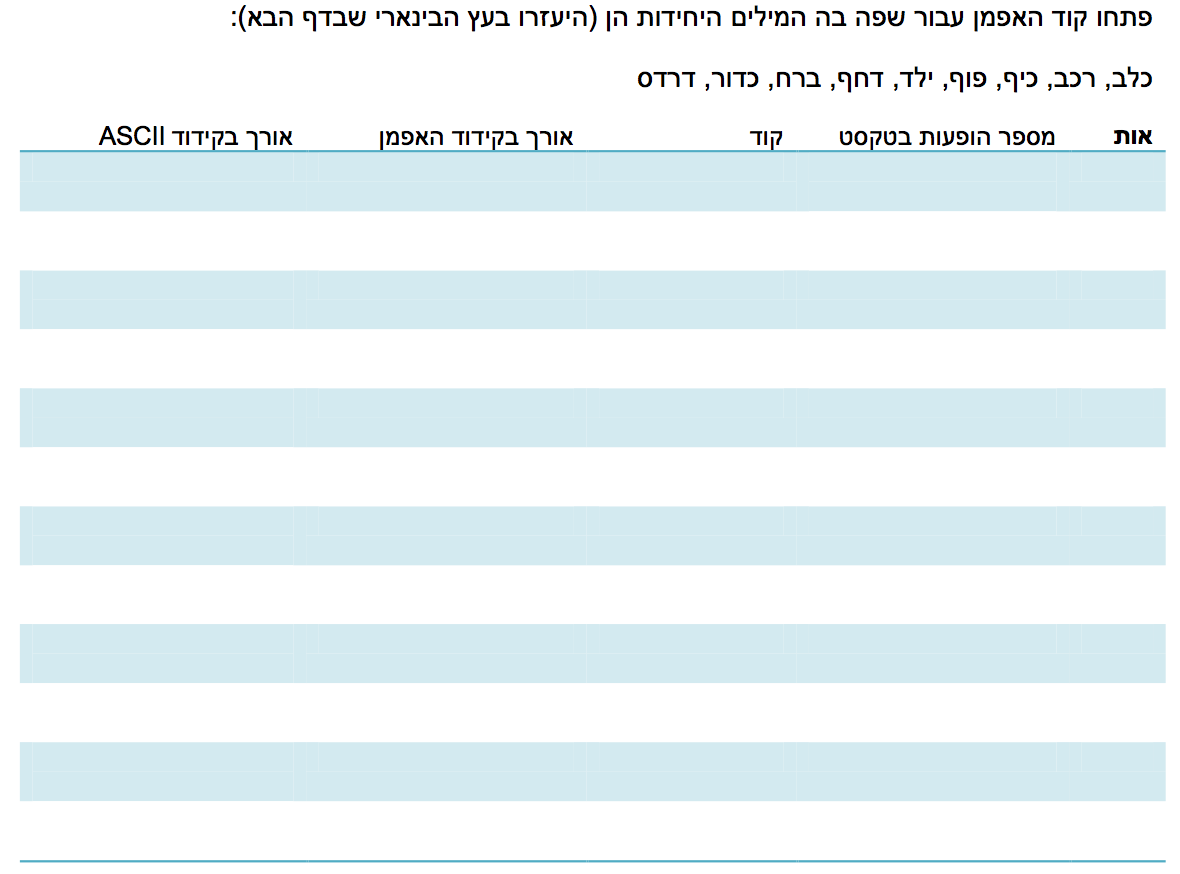 פתחו קוד האפמן עבור שפה בה המילים היחידות הן (היעזרו בעץ הבינארי שבדף הבא):
כלב, רכב, כיף, פוף, ילד, דחף, ברח, כדור, דרדס
אות מספר הופעות בטקסט קוד אורך בקידוד האפמן אורך בקידוד ASCII